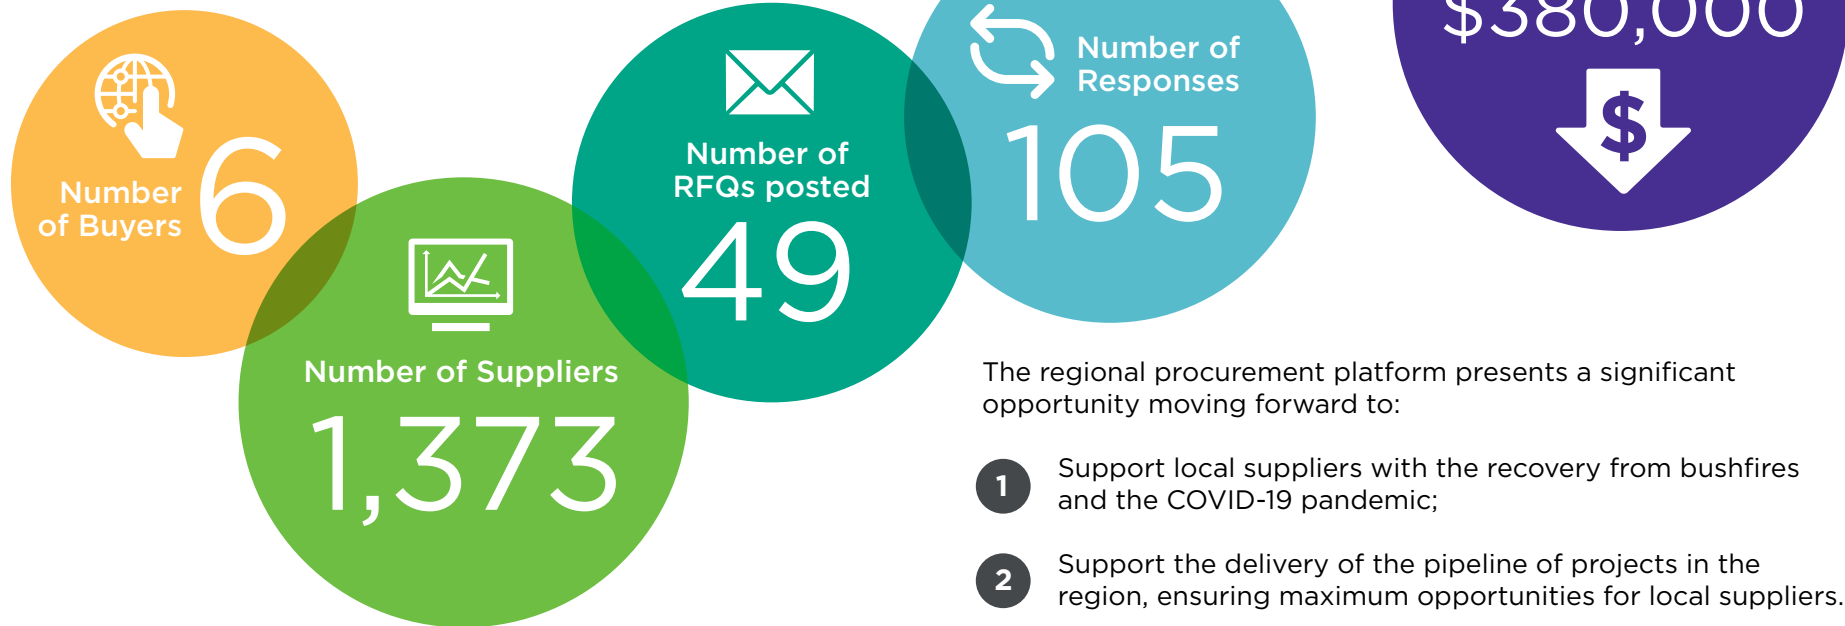 Number
of Buyers
6
Number of Suppliers
1,373
Number of
RFQs posted
49
Number of
Responses
105
$380,000
$
The regional procurement platform presents a significant
opportunity moving forward to:
1
Support local suppliers with the recovery from bushfires
and the COVID-19 pandemic;
2
Support the delivery of the pipeline of projects in the
region, ensuring maximum opportunities for local suppliers.